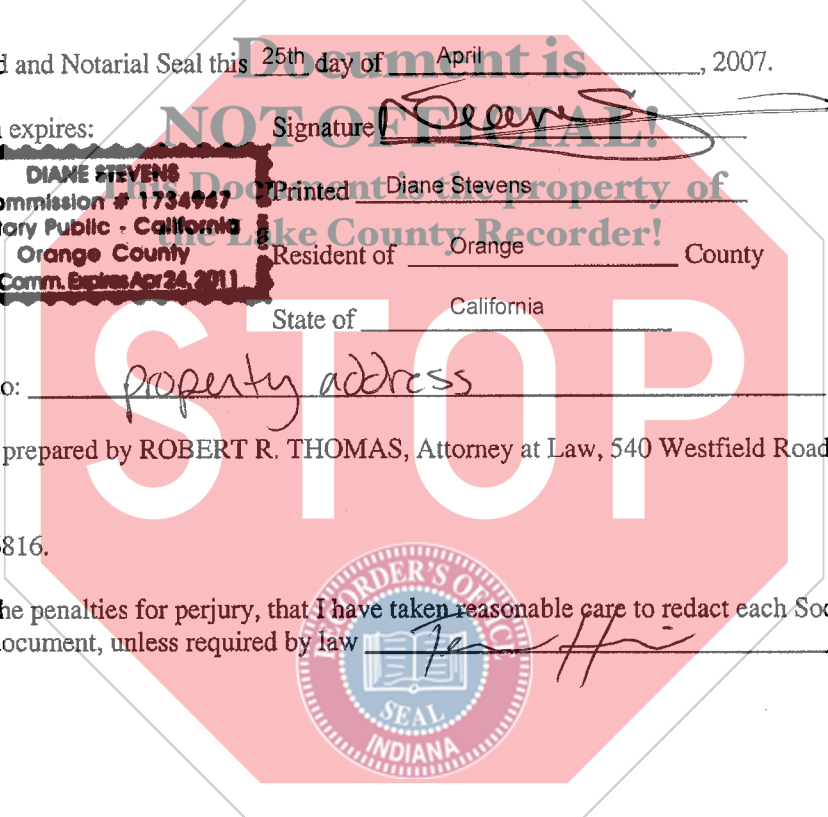 d and Notarial Seal this 25th day of April, 2007.
expires:
Signature
DIANE STEVENS
Commission # 1734947
Notary Public - California
Orange County
Comm. Expires Apr 24, 2011
Printed Diane Stevens
Resident of Orange County
State of California
o: property address
prepared by ROBERT R. THOMAS, Attorney at Law, 540 Westfield Road
5816.
he penalties for perjury, that I have taken reasonable care to redact each Soc
ocument, unless required by law
Document is
NOT OFFICIAL!
This Document is the property of
the Lake County Recorder!
STOP
RECORDER'S OFFICE
SEAL
INDIANA